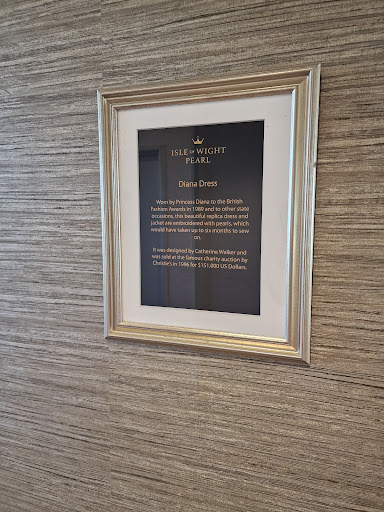 ISLE OF WIGHT
PEARL
Diana Dress
Worn by Princess Diana to the British
Fashion Awards in 1989 and to other state
occasions, this beautiful replica dress and
jacket are embroidered with pearls, which
would have taken up to six months to sew
on.
It was designed by Catherine Walker and
was sold at the famous charity auction by
Christie's in 1996 for $151,000 US Dollars.